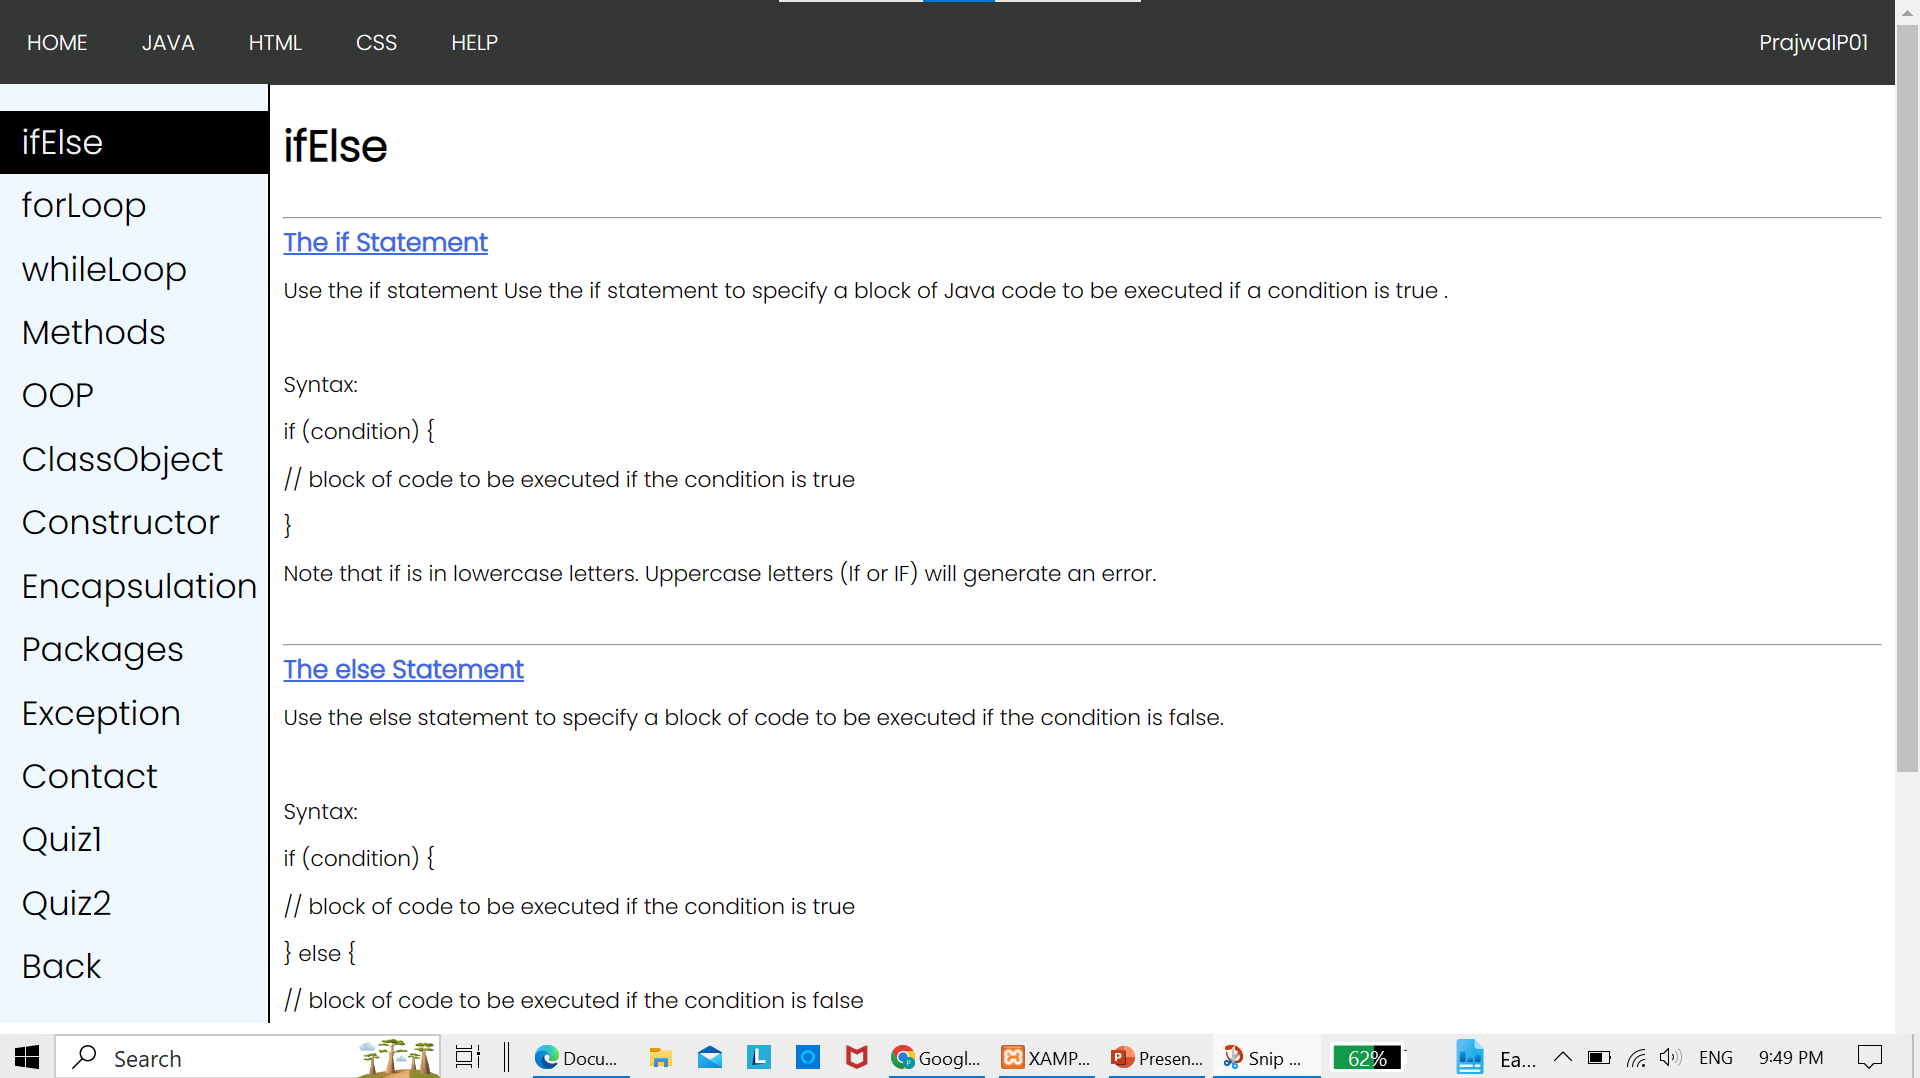 HOME JAVA HTML CSS HELP PrajwalP01
ifElse
forLoop
whileLoop
Methods
OOP
ClassObject
Constructor
Encapsulation
Packages
Exception
Contact
Quiz1
Quiz2
Back
ifElse
The if Statement
Use the if statement Use the if statement to specify a block of Java code to be executed if a condition is true .
Syntax:
if (condition) {
// block of code to be executed if the condition is true
}
Note that if is in lowercase letters. Uppercase letters (If or IF) will generate an error.
The else Statement
Use the else statement to specify a block of code to be executed if the condition is false.
Syntax:
if (condition) {
// block of code to be executed if the condition is true
} else {
// block of code to be executed if the condition is false
Search Docu... L Googl... XAMP... Presen... Snip ... 62% Ea... ENG 9:49 PM